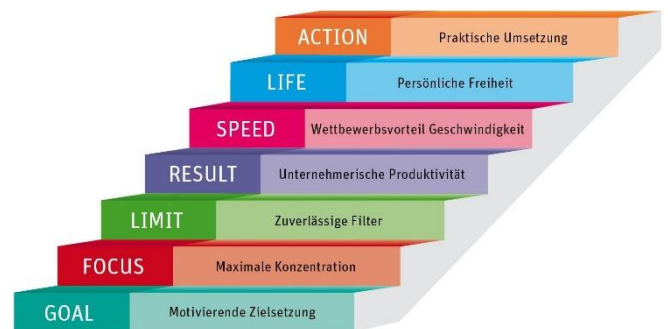 ACTION Praktische Umsetzung
LIFE Persönliche Freiheit
SPEED Wettbewerbsvorteil Geschwindigkeit
RESULT Unternehmerische Produktivität
LIMIT Zuverlässige Filter
FOCUS Maximale Konzentration
GOAL Motivierende Zielsetzung